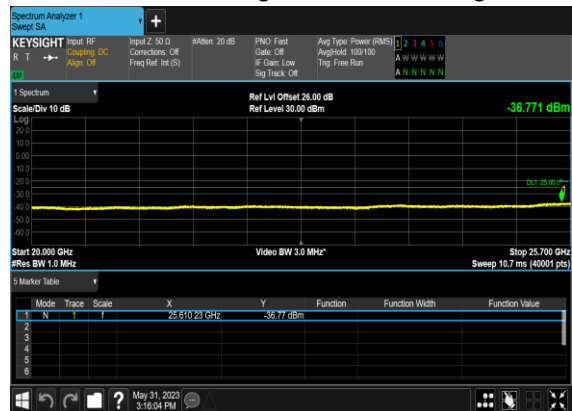 Spectrum Analyzer 1
Swept SA
KEYSIGHT Input: RF Input Z: 50 Ω #Atten: 20 dB PNO: Fast Avg Type: Power (RMS) 1 2 3 4 5 6
R T Coupling: DC Corrections: Off Gate: Off Avg|Hold: 100/100 A W W W W W
Align: Off Freq Ref: Int (S) IF Gain: Low Trig: Free Run
LW Sig Track: Off A N N N N N
1 Spectrum Ref Lvl Offset 26.00 dB
Scale/Div 10 dB Ref Level 30.00 dBm -36.771 dBm
Log
20.0
10.0
0.00
-10.0
-20.0 DL1 -25.00
-30.0
-40.0
-50.0
-60.0
Start 20.000 GHz Video BW 3.0 MHz* Stop 25.700 GHz
#Res BW 1.0 MHz Sweep 10.7 ms (40001 pts)
5 Marker Table
Mode Trace Scale X Y Function Function Width Function Value
1 N 1 f 25.610 23 GHz -36.77 dBm
2
3
4
5
6
? May 31, 2023
3:16:04 PM